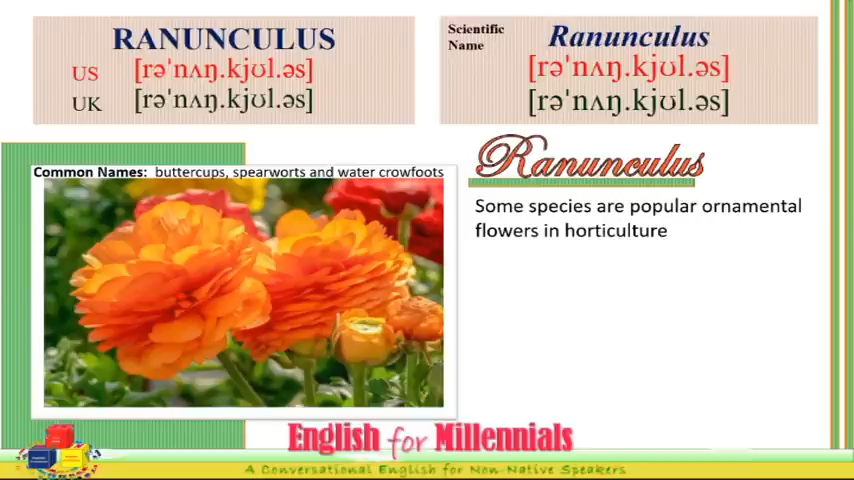 RANUNCULUS
US [rəˈnʌŋ.kjʊl.əs]
UK [rəˈnʌŋ.kjʊl.əs]
Scientific
Name
Ranunculus
[rəˈnʌŋ.kjʊl.əs]
[rəˈnʌŋ.kjʊl.əs]
Common Names: buttercups, spearworts and water crowfoots
Ranunculus
Some species are popular ornamental
flowers in horticulture
English for Millennials
A Conversational English for Non-Native Speakers